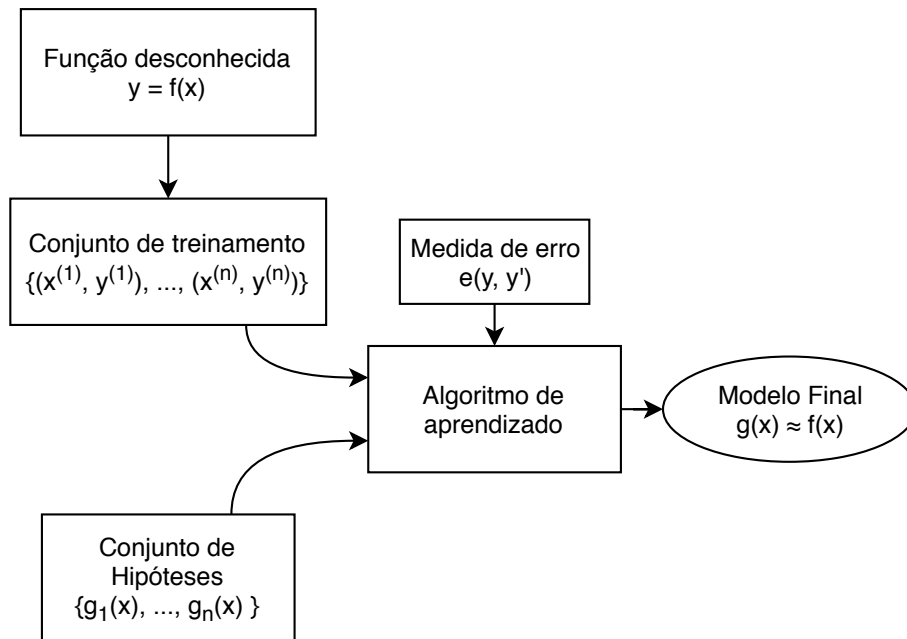 Função desconhecida
y = f(x)
Conjunto de treinamento
{(x⁽¹⁾, y⁽¹⁾), ..., (x⁽ⁿ⁾, y⁽ⁿ⁾)}
Medida de erro
e(y, y')
Algoritmo de
aprendizado
Modelo Final
g(x) ≈ f(x)
Conjunto de
Hipóteses
{g₁(x), ..., gₙ(x) }